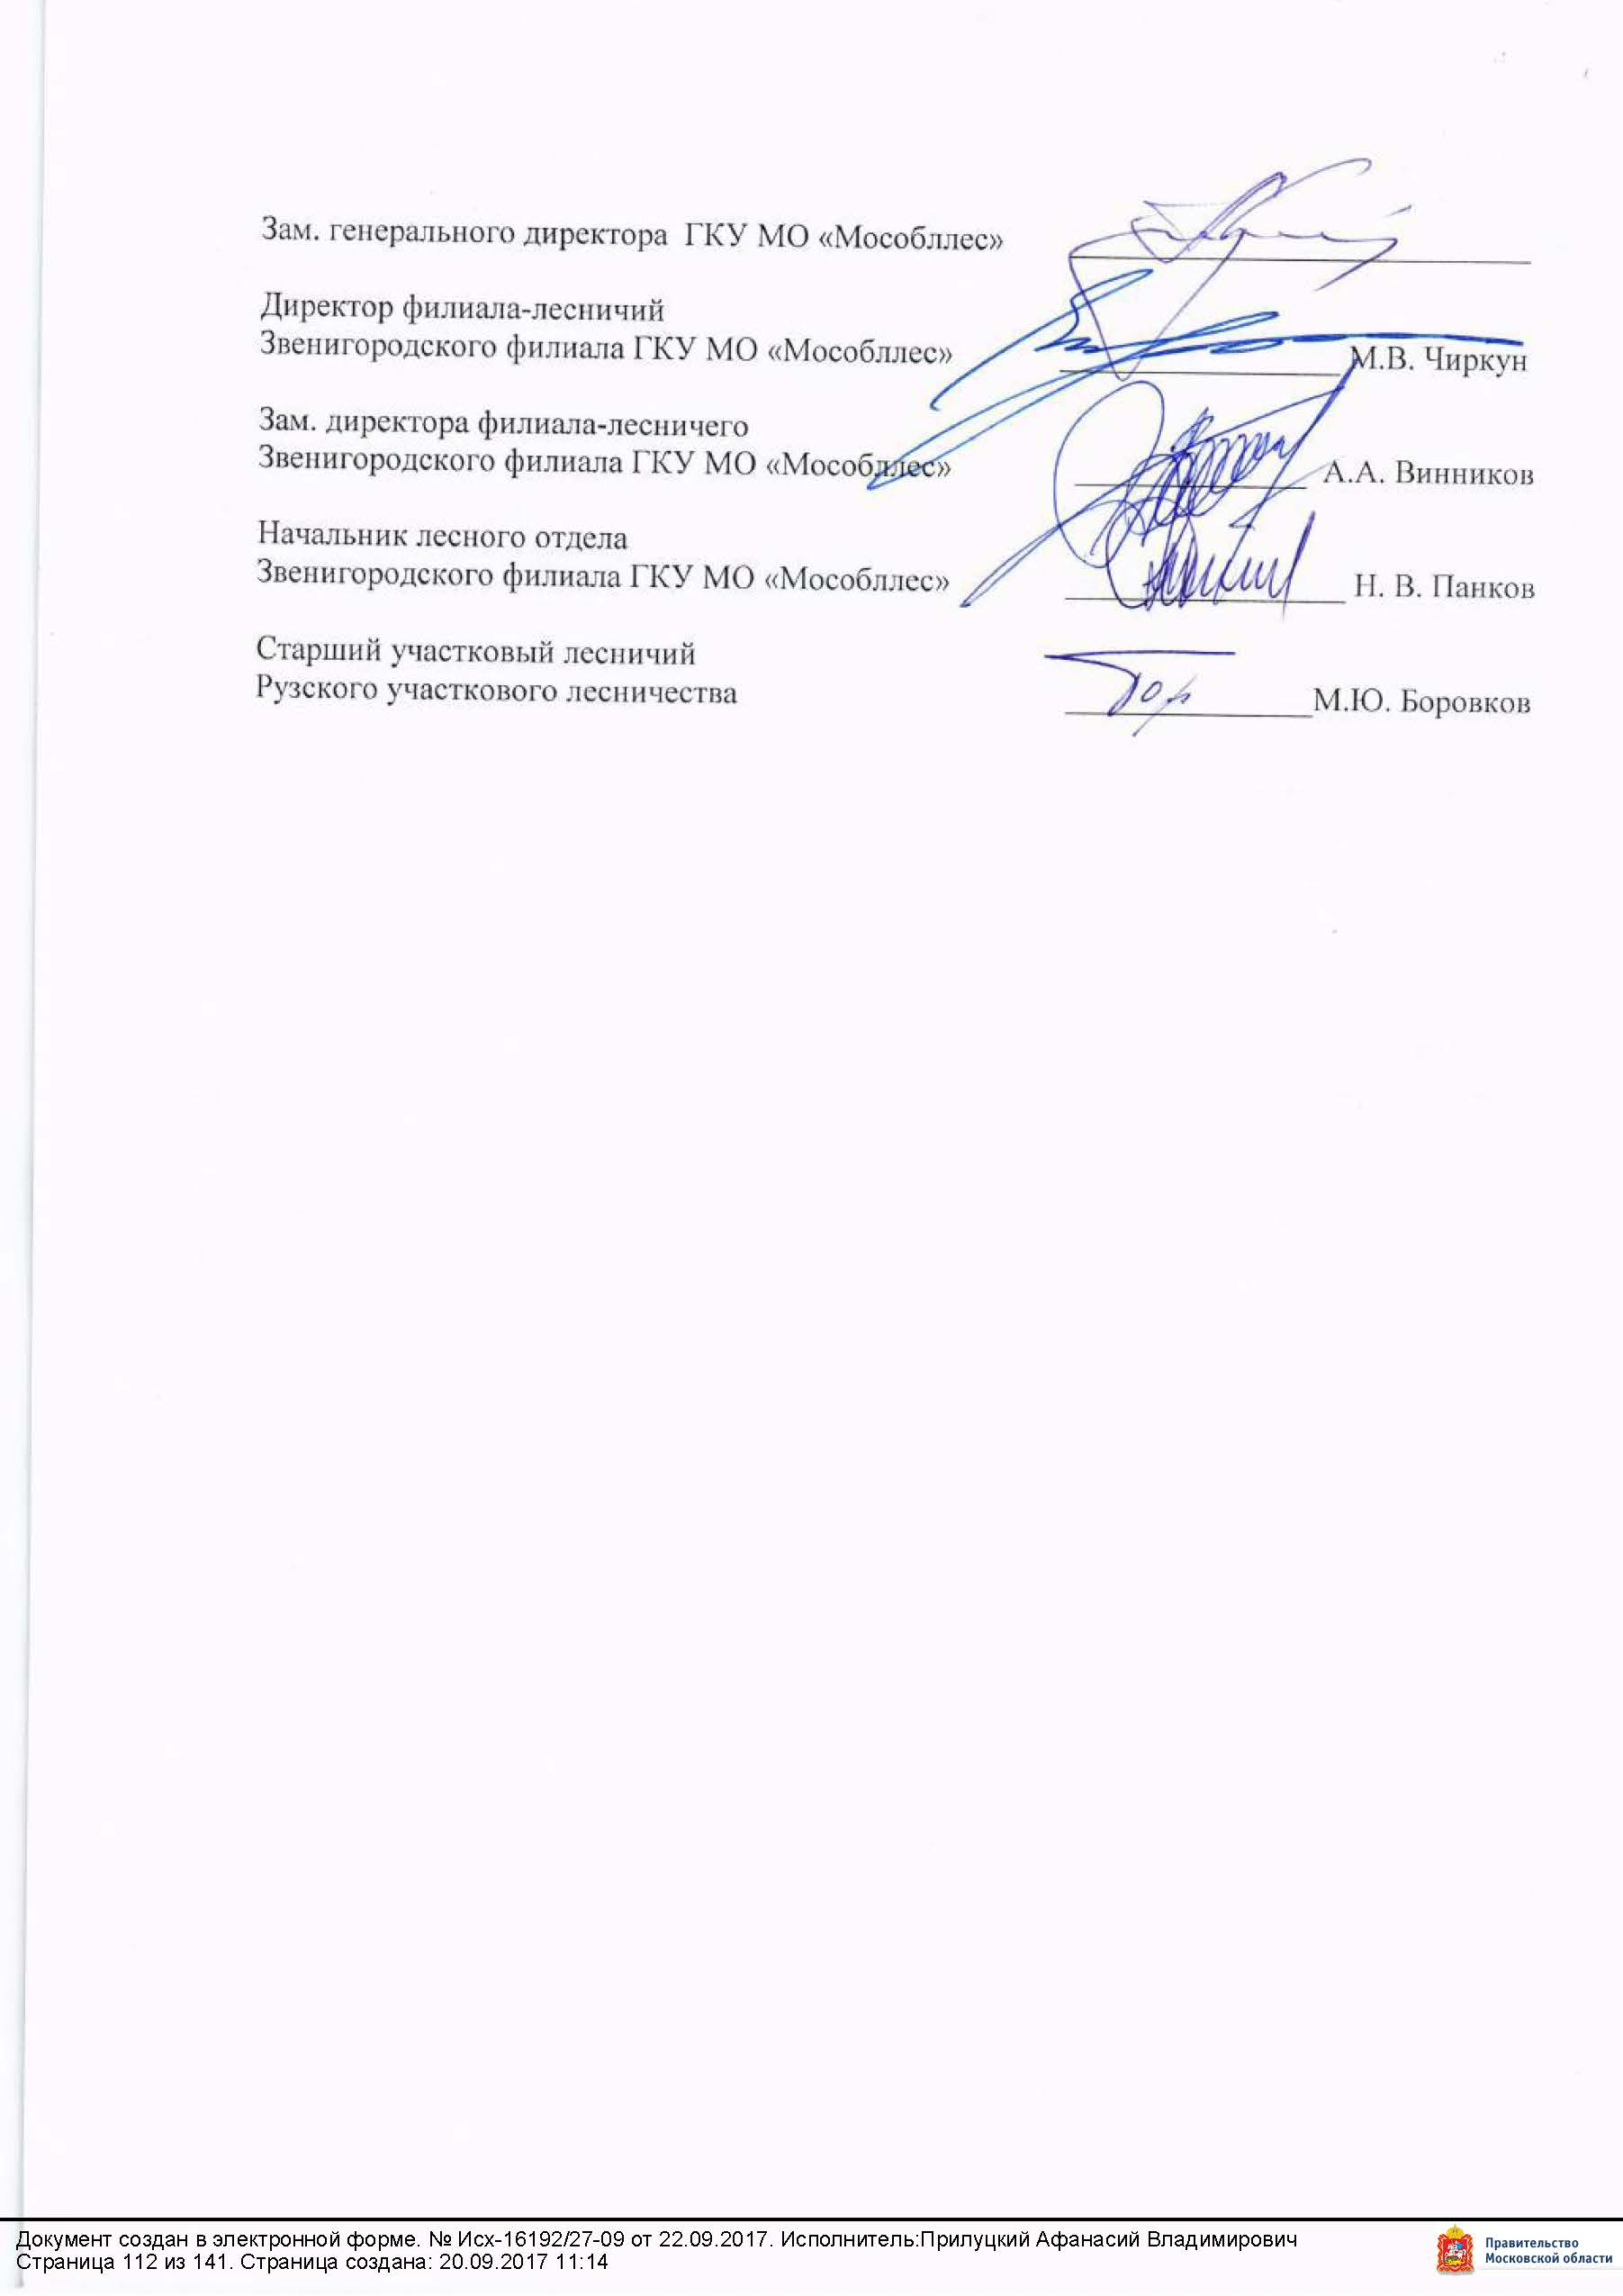 Зам. генерального директора ГКУ МО «Мособллес»
Директор филиала-лесничий
Звенигородского филиала ГКУ МО «Мособллес» М.В. Чиркун
Зам. директора филиала-лесничего
Звенигородского филиала ГКУ МО «Мособллес» А.А. Винников
Начальник лесного отдела
Звенигородского филиала ГКУ МО «Мособллес» Н. В. Панков
Старший участковый лесничий
Рузского участкового лесничества М.Ю. Боровков
Документ создан в электронной форме. № Исх-16192/27-09 от 22.09.2017. Исполнитель:Прилуцкий Афанасий Владимирович
Страница 112 из 141. Страница создана: 20.09.2017 11:14
Правительство
Московской области